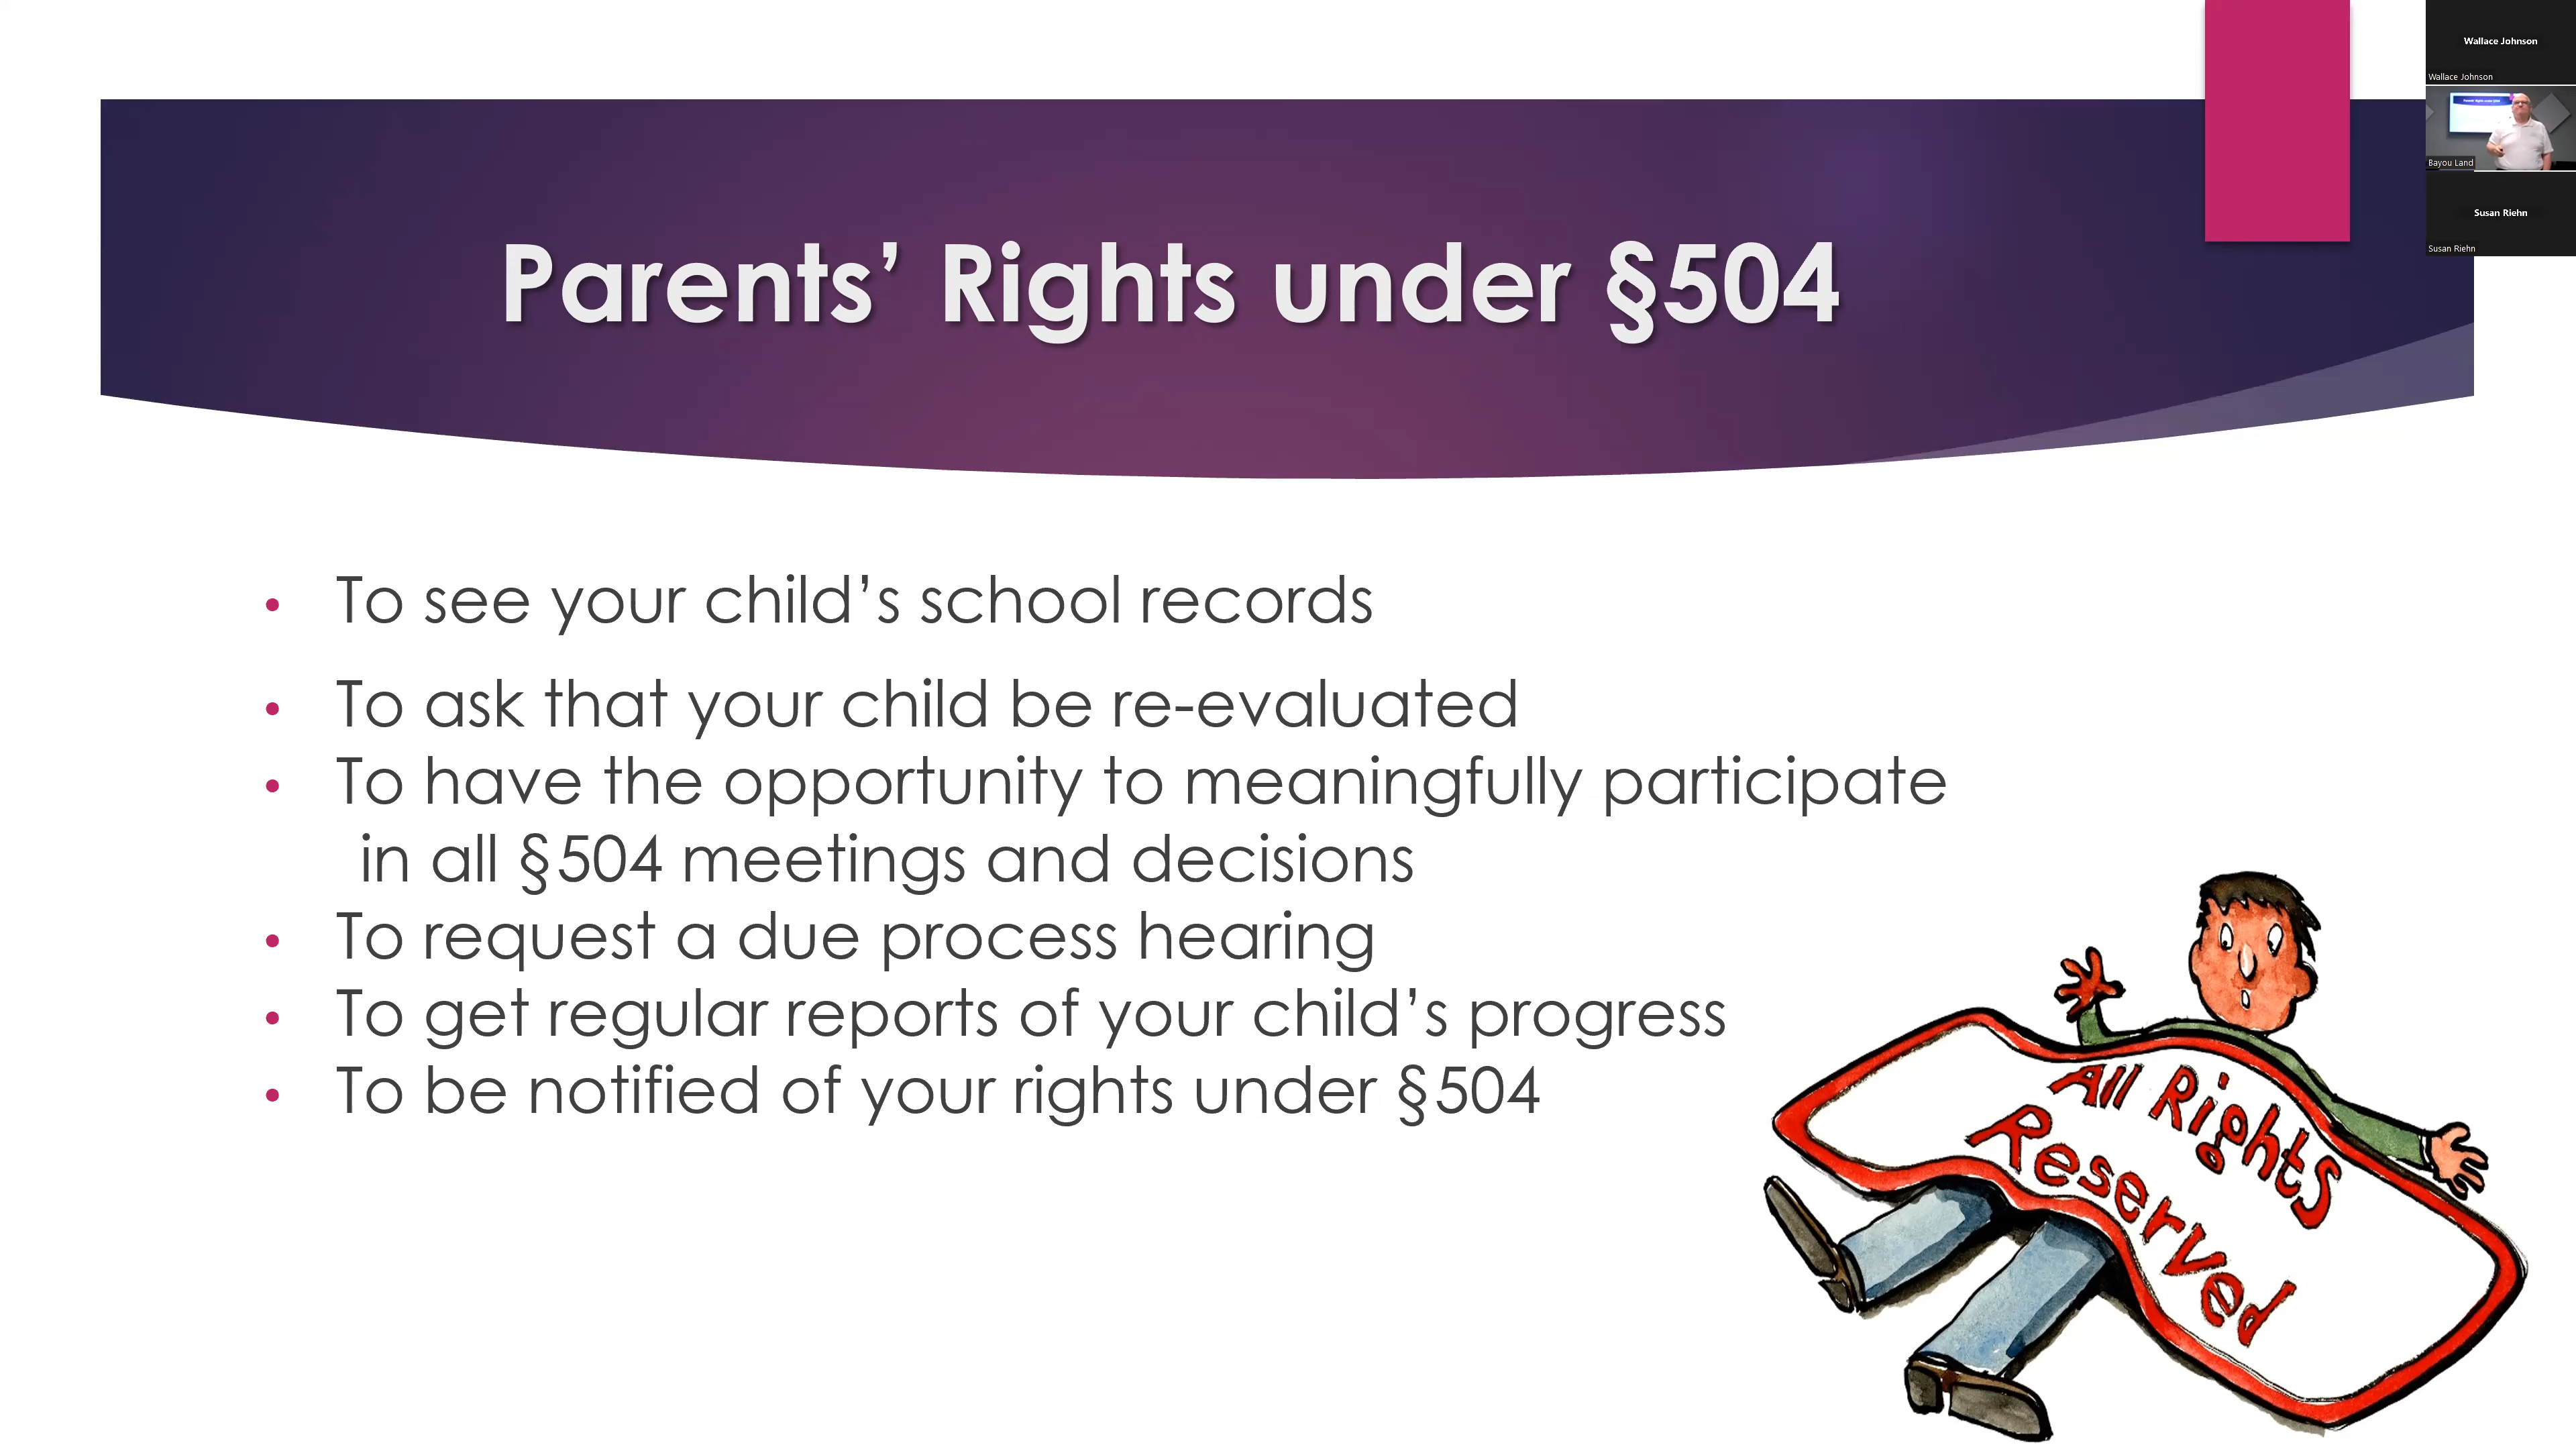 Wallace Johnson
Wallace Johnson
Bayou Land
Susan Riehn
Susan Riehn
Parents’ Rights under §504
• To see your child’s school records
• To ask that your child be re-evaluated
• To have the opportunity to meaningfully participate
in all §504 meetings and decisions
• To request a due process hearing
• To get regular reports of your child’s progress
• To be notified of your rights under §504
All Rights
Reserved